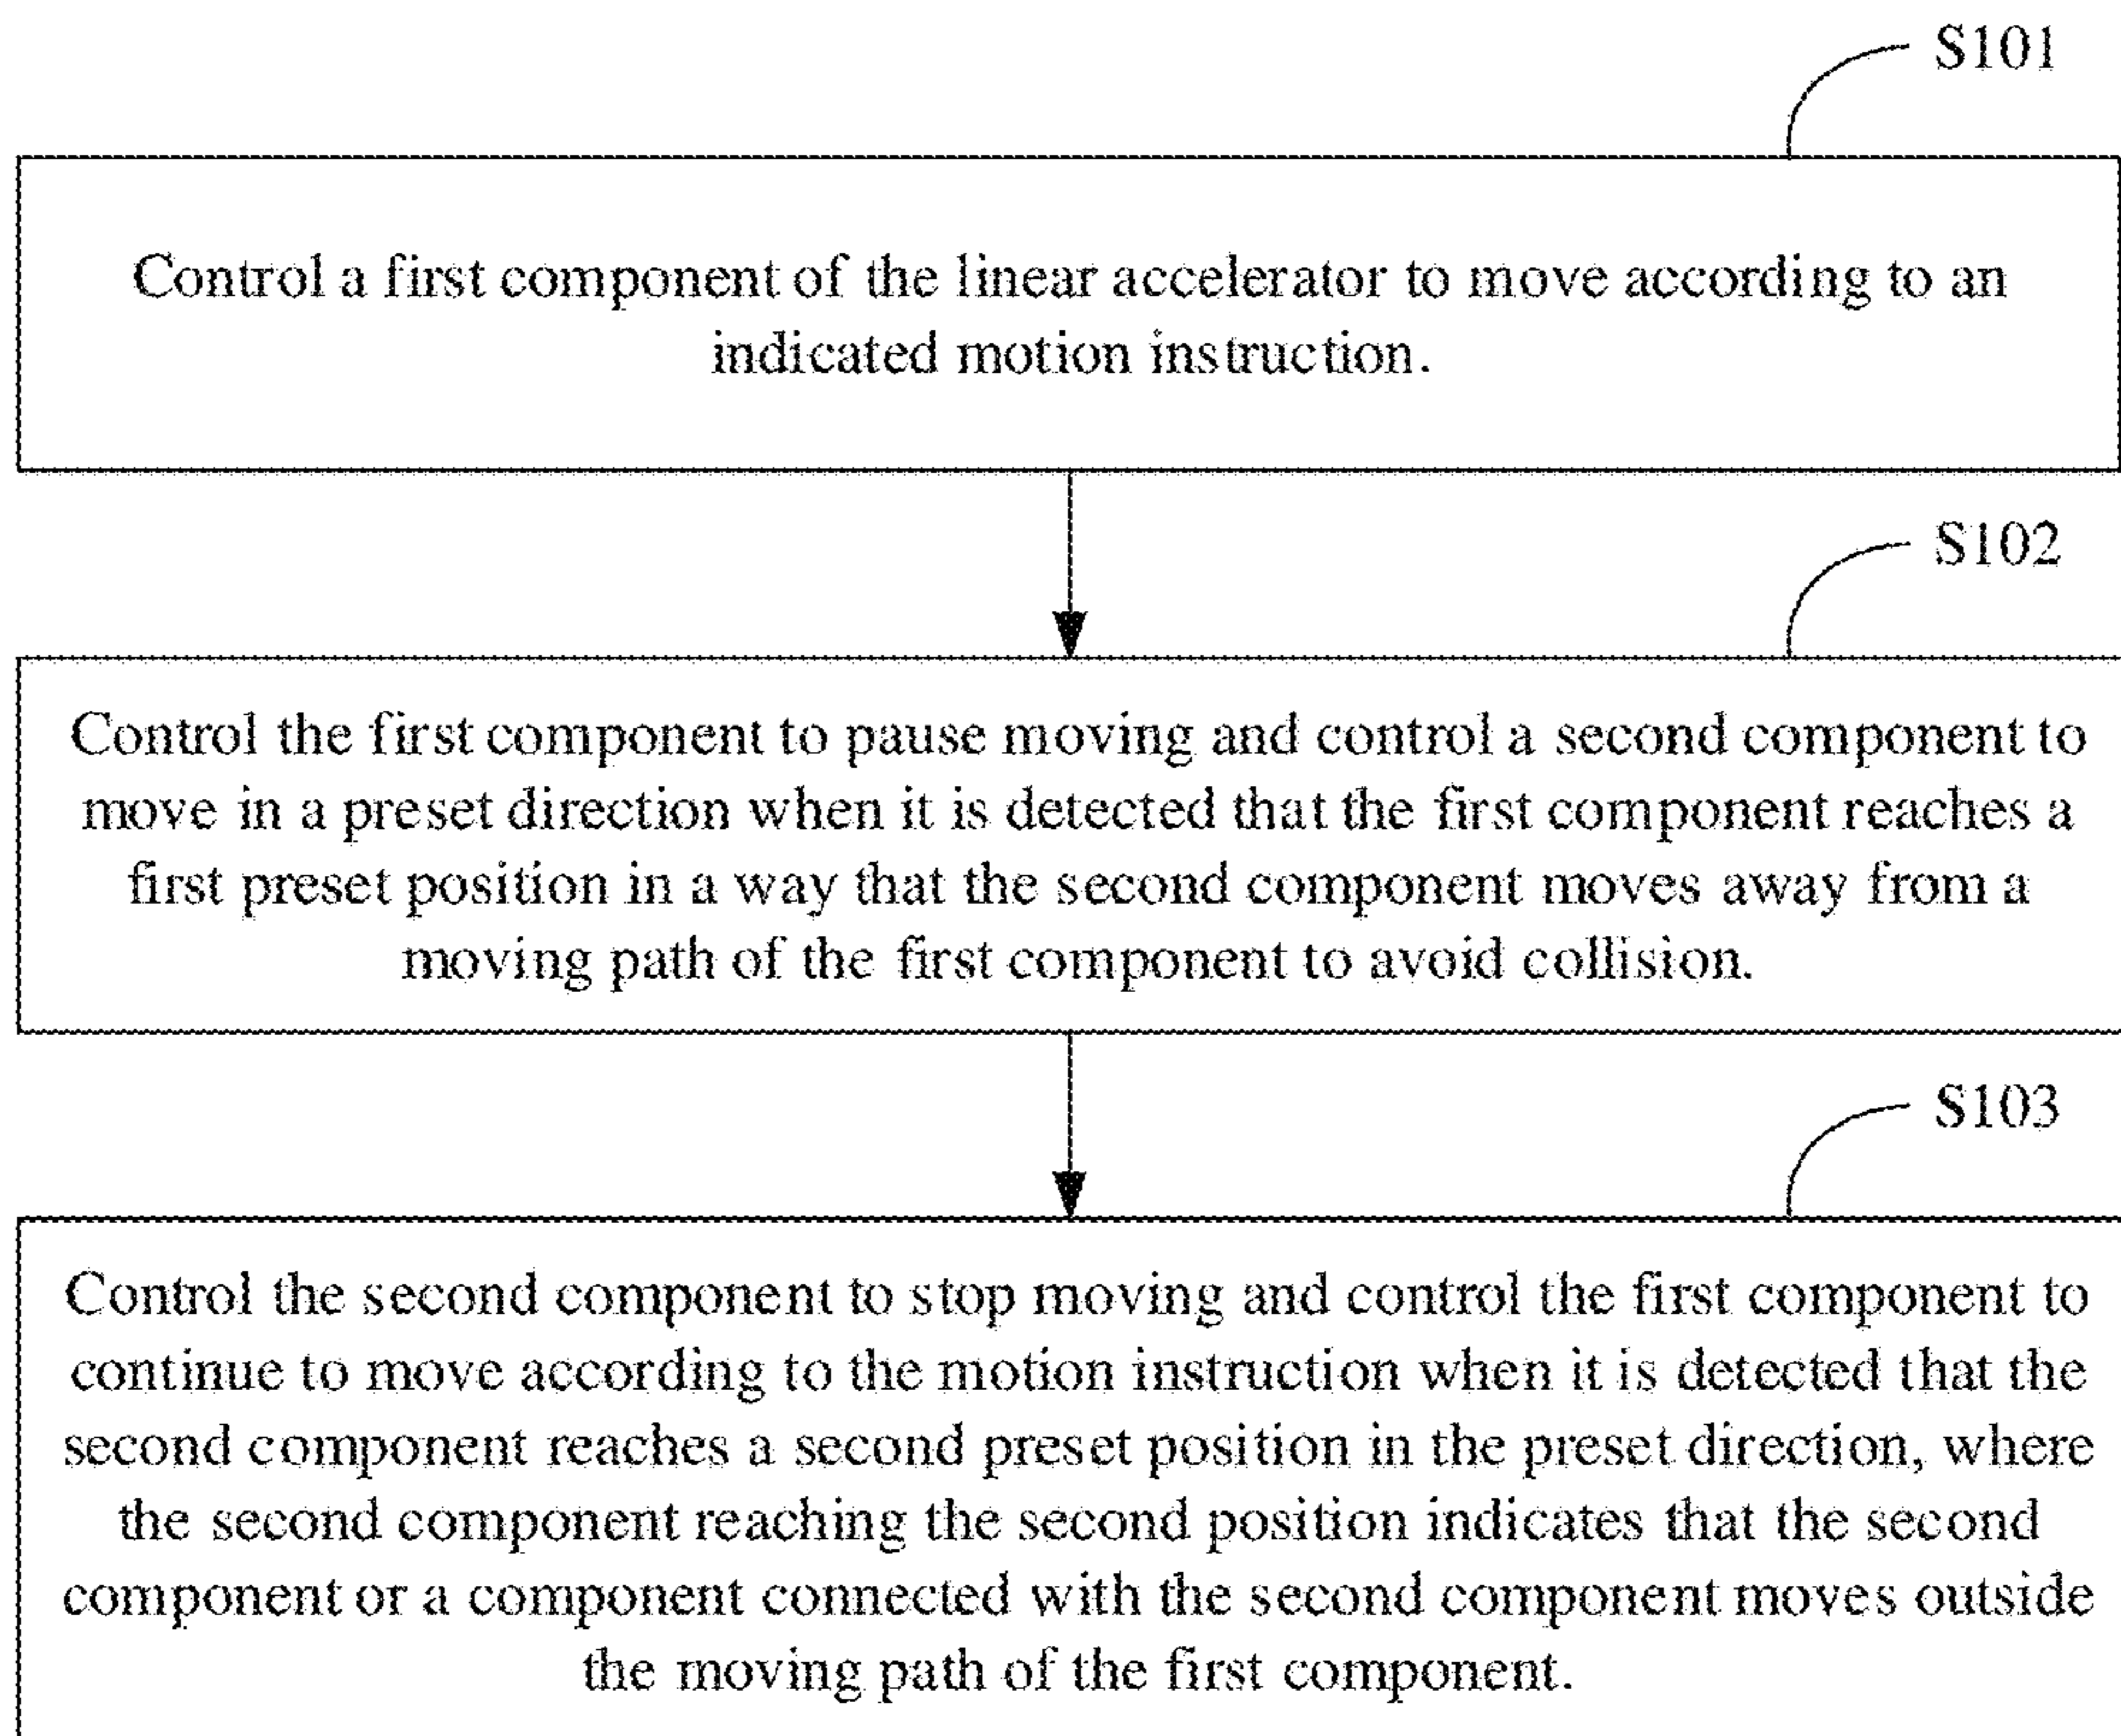 S101
Control a first component of the linear accelerator to move according to an
indicated motion instruction.
S102
Control the first component to pause moving and control a second component to
move in a preset direction when it is detected that the first component reaches a
first preset position in a way that the second component moves away from a
moving path of the first component to avoid collision.
S103
Control the second component to stop moving and control the first component to
continue to move according to the motion instruction when it is detected that the
second component reaches a second preset position in the preset direction, where
the second component reaching the second position indicates that the second
component or a component connected with the second component moves outside
the moving path of the first component.